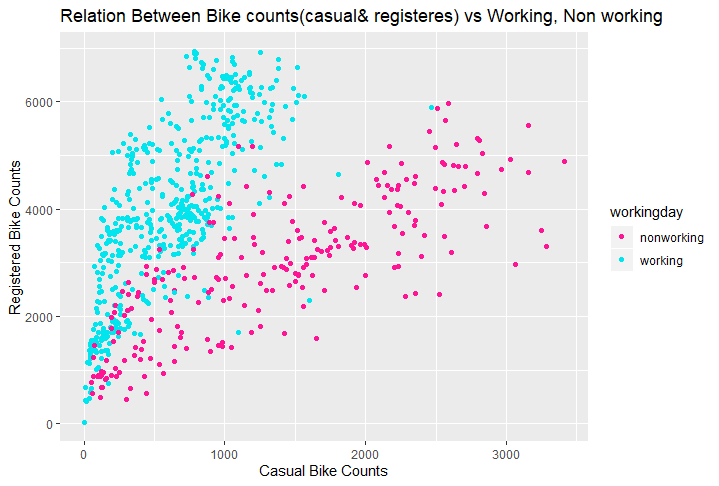 Relation Between Bike counts(casual& registeres) vs Working, Non working
Registered Bike Counts
6000
4000
2000
0
0 1000 2000 3000
Casual Bike Counts
workingday
nonworking
working